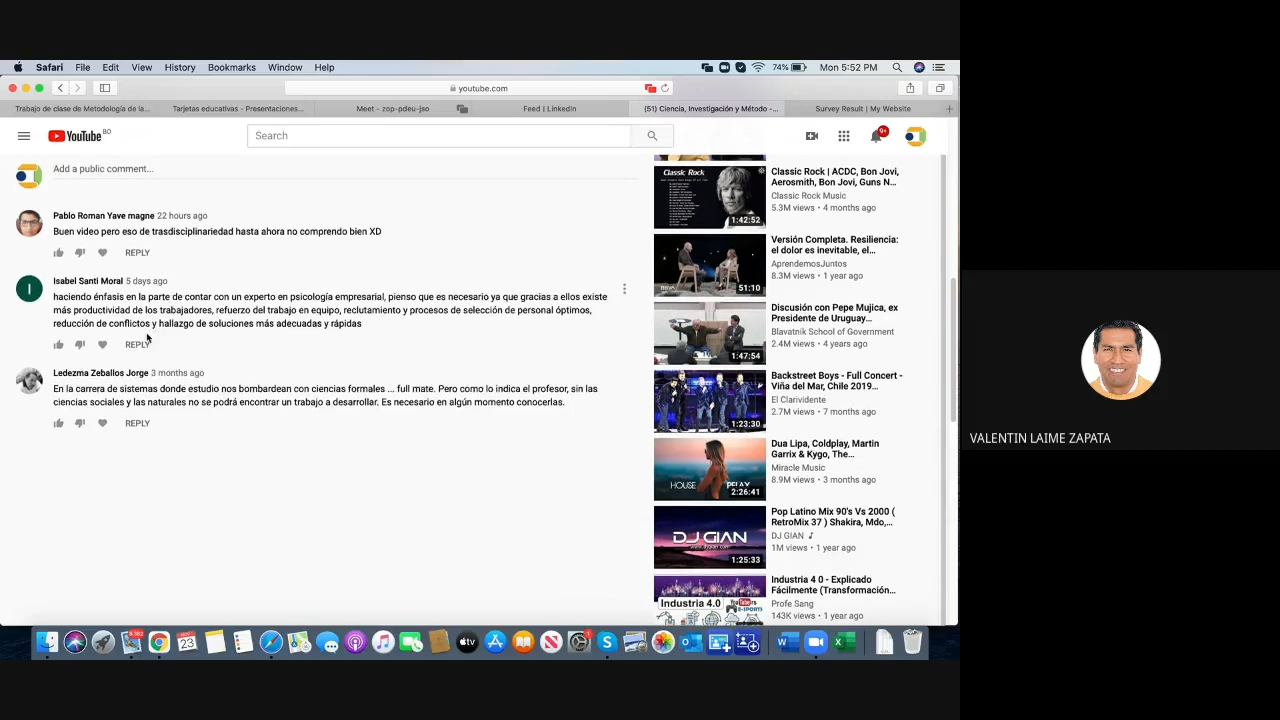 Safari File Edit View History Bookmarks Window Help
74% Mon 5:52 PM
youtube.com
Trabajo de clase de Metodología de la...
Tarjetas educativas - Presentaciones...
Meet – zop-pdeu-jso
Feed | LinkedIn
(51) Ciencia, Investigación y Método -...
Survey Result | My Website
YouTube BO
Search
9+
Add a public comment...
Pablo Roman Yave magne 22 hours ago
Buen video pero eso de trasdisciplinariedad hasta ahora no comprendo bien XD
REPLY
I
Isabel Santi Moral 5 days ago
haciendo énfasis en la parte de contar con un experto en psicología empresarial, pienso que es necesario ya que gracias a ellos existe
más productividad de los trabajadores, refuerzo del trabajo en equipo, reclutamiento y procesos de selección de personal óptimos,
reducción de conflictos y hallazgo de soluciones más adecuadas y rápidas
REPLY
Ledezma Zeballos Jorge 3 months ago
En la carrera de sistemas donde estudio nos bombardean con ciencias formales ... full mate. Pero como lo indica el profesor, sin las
ciencias sociales y las naturales no se podrá encontrar un trabajo a desarrollar. Es necesario en algún momento conocerlas.
REPLY
Classic Rock
1:42:52
Classic Rock | ACDC, Bon Jovi,
Aerosmith, Bon Jovi, Guns N...
Classic Rock Music
5.3M views • 4 months ago
51:10
Versión Completa. Resiliencia:
el dolor es inevitable, el...
AprendemosJuntos
8.3M views • 1 year ago
1:47:54
Discusión con Pepe Mujica, ex
Presidente de Uruguay...
Blavatnik School of Government
2.4M views • 4 years ago
1:23:30
Backstreet Boys - Full Concert -
Viña del Mar, Chile 2019...
El Clarividente
2.7M views • 7 months ago
HOUSE RELAX
2:26:41
Dua Lipa, Coldplay, Martin
Garrix & Kygo, The...
Miracle Music
8.9M views • 3 months ago
DJ GIAN
1:25:33
Pop Latino Mix 90's Vs 2000 (
RetroMix 37 ) Shakira, Mdo,...
DJ GIAN
1M views • 1 year ago
Industria 4.0
Industria 4 0 - Explicado
Fácilmente (Transformación...
Profe Sang
143K views • 1 year ago
23
VALENTIN LAIME ZAPATA